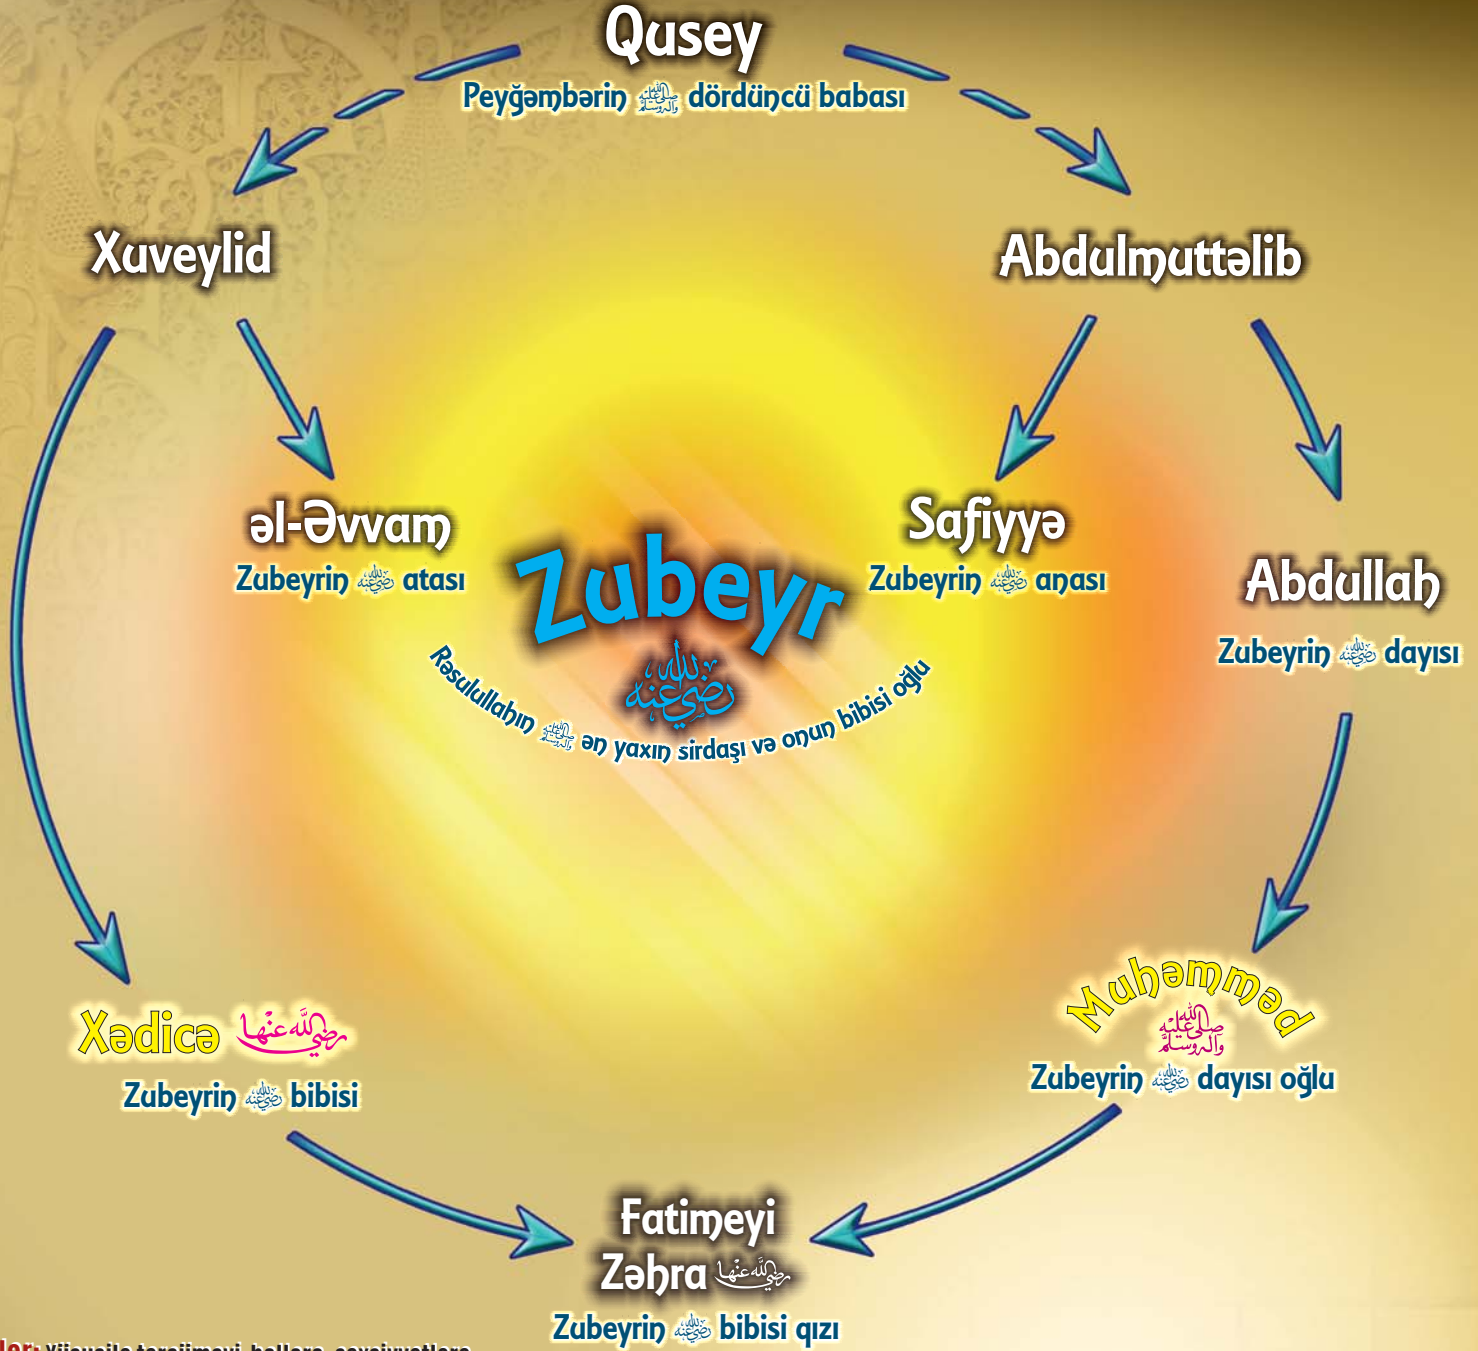 Qusey
Peyğəmbərin ﷺ dördüncü babası
Xuveylid
Abdulmuttəlib
əl-Əvvam
Zubeyrin رضي الله عنه atası
Safiyyə
Zubeyrin رضي الله عنه anası
Zubeyr
رضي الله عنه
Rəsulullahın ﷺ ən yaxın sirdaşı və onun bibisi oğlu
Abdullah
Zubeyrin رضي الله عنه dayısı
Xədicə رضي الله عنها
Zubeyrin رضي الله عنه bibisi
Muhəmməd
صلى الله عليه وآله وسلم
Zubeyrin رضي الله عنه dayısı oğlu
Fatimeyi
Zəhra رضي الله عنها
Zubeyrin رضي الله عنه bibisi qızı